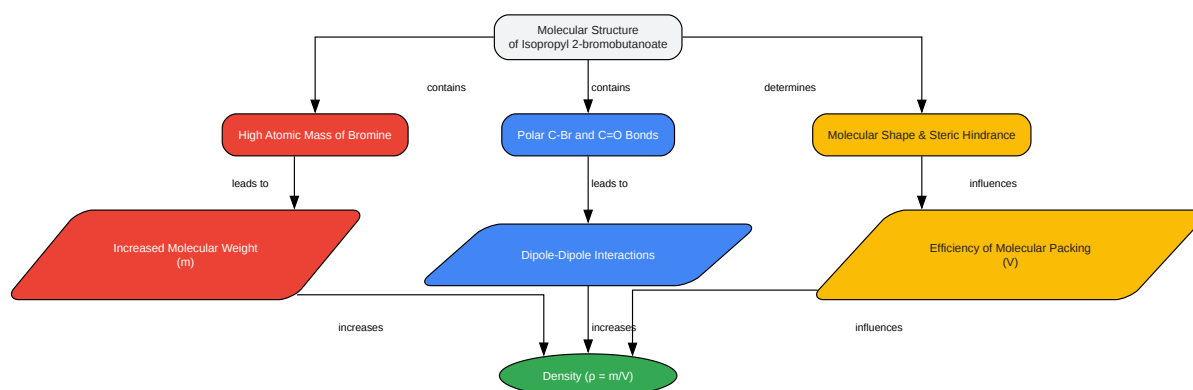 Molecular Structure
of Isopropyl 2-bromobutanoate
contains
contains
determines
High Atomic Mass of Bromine
Polar C-Br and C=O Bonds
Molecular Shape & Steric Hindrance
leads to
leads to
influences
Increased Molecular Weight
(m)
Dipole-Dipole Interactions
Efficiency of Molecular Packing
(V)
increases
increases
influences
Density (ρ = m/V)